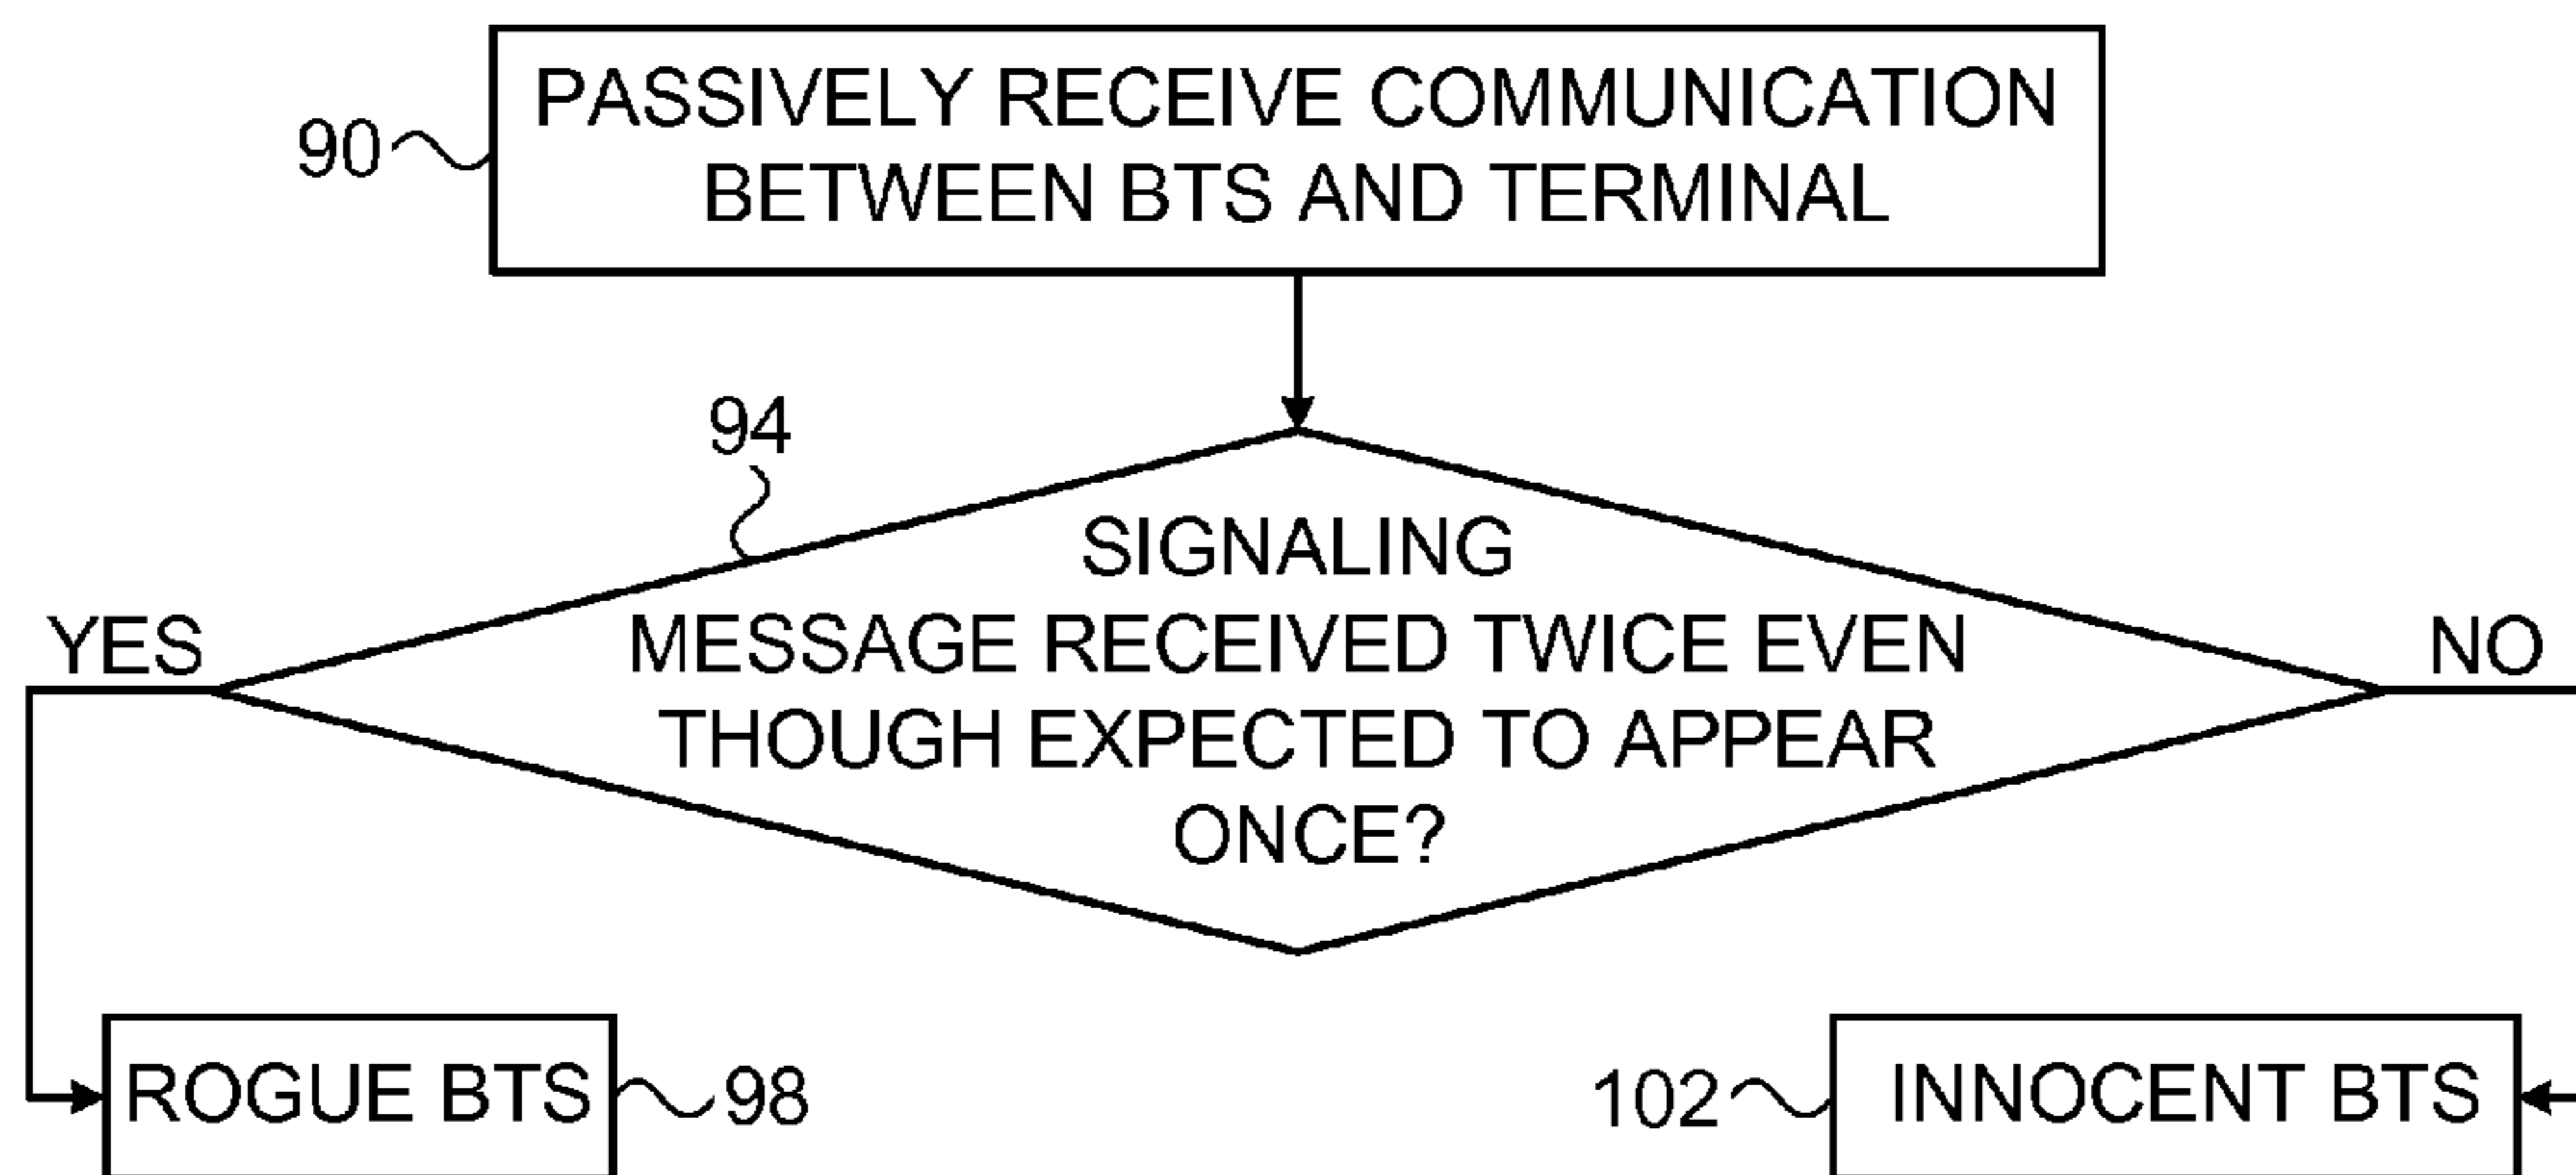 PASSIVELY RECEIVE COMMUNICATION
BETWEEN BTS AND TERMINAL
90
94
SIGNALING
MESSAGE RECEIVED TWICE EVEN
THOUGH EXPECTED TO APPEAR
ONCE?
YES
NO
ROGUE BTS
98
102
INNOCENT BTS